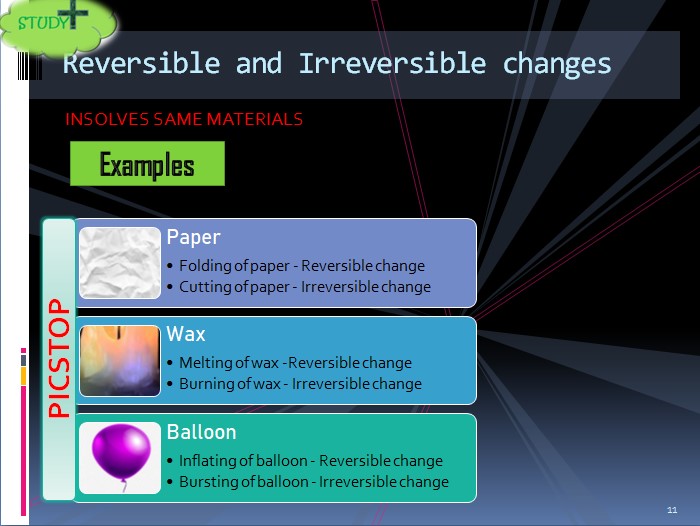 STUDY+
Reversible and Irreversible changes
INSOLVES SAME MATERIALS
Examples
PICSTOP
Paper
• Folding of paper - Reversible change
• Cutting of paper - Irreversible change
Wax
• Melting of wax -Reversible change
• Burning of wax - Irreversible change
Balloon
• Inflating of balloon - Reversible change
• Bursting of balloon - Irreversible change
11